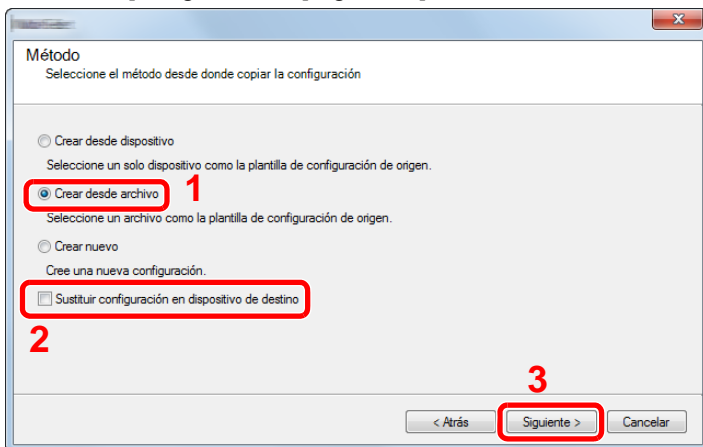 Método
Seleccione el método desde donde copiar la configuración
Crear desde dispositivo
Seleccione un solo dispositivo como la plantilla de configuración de origen.
Crear desde archivo
1
Seleccione un archivo como la plantilla de configuración de origen.
Crear nuevo
Cree una nueva configuración.
Sustituir configuración en dispositivo de destino
2
3
< Atrás
Siguiente >
Cancelar